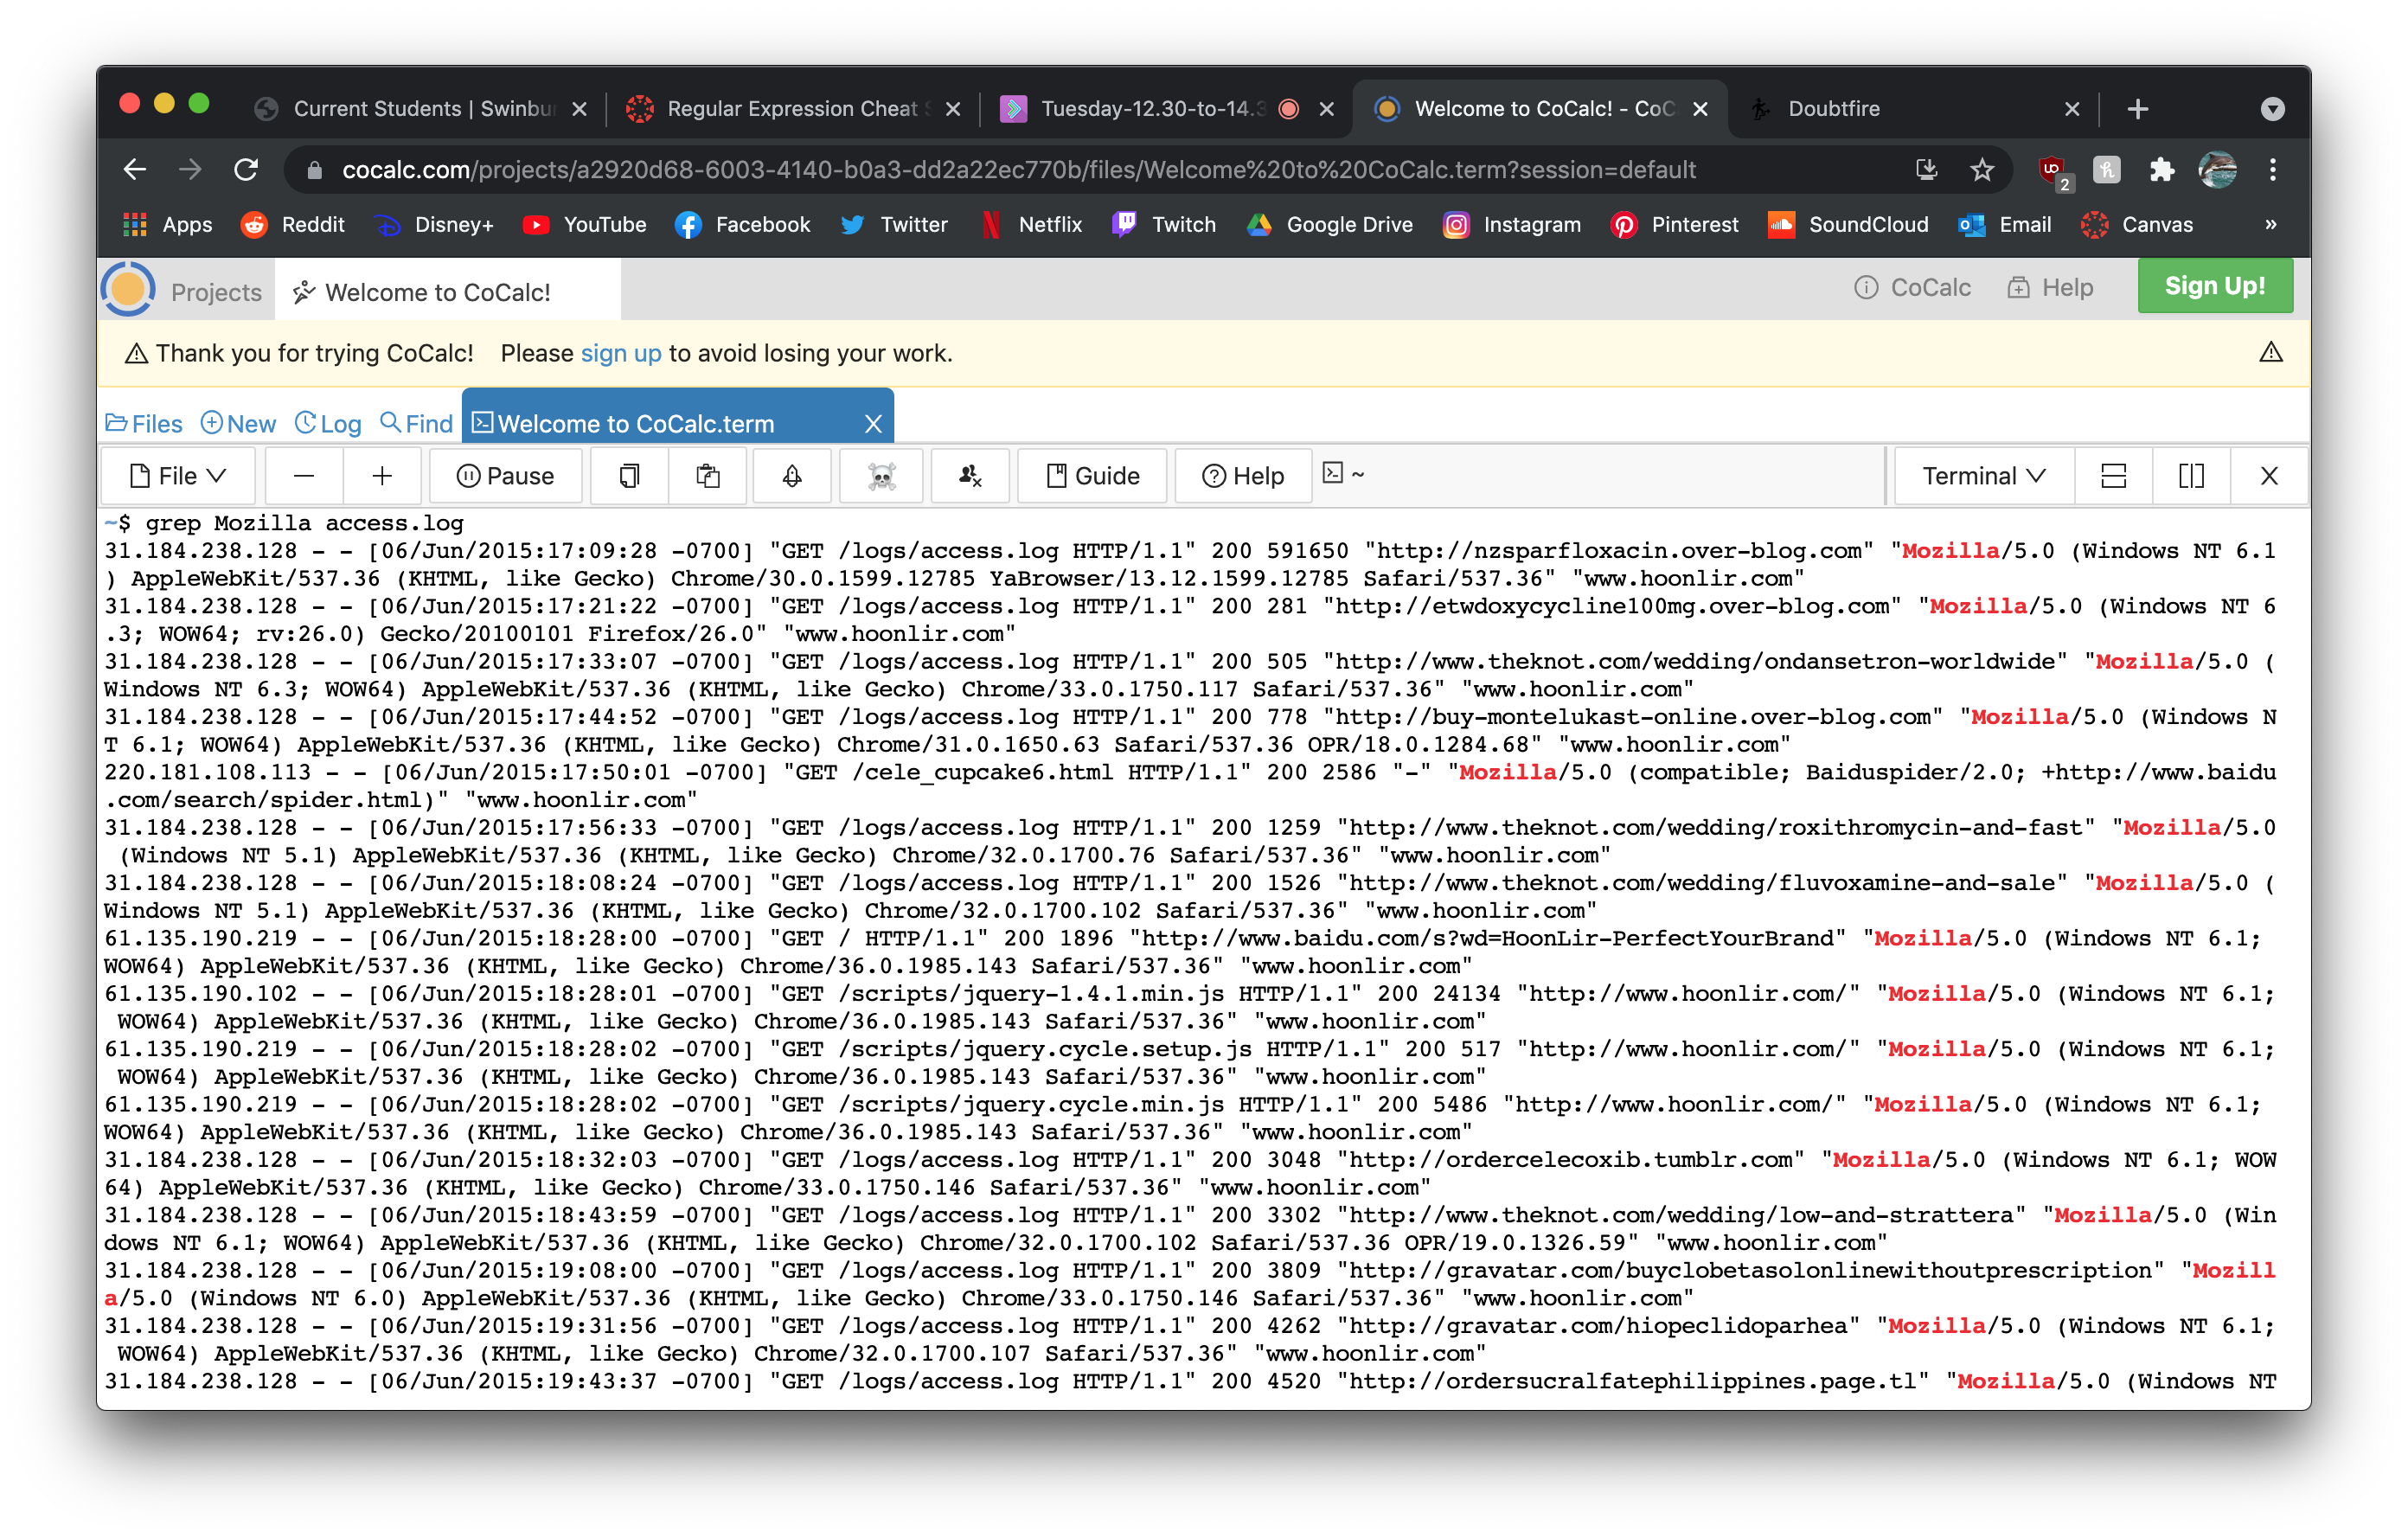 Current Students | Swinbur
Regular Expression Cheat S
Tuesday-12.30-to-14.3
Welcome to CoCalc! - CoC
Doubtfire
cocalc.com/projects/a2920d68-6003-4140-b0a3-dd2a22ec770b/files/Welcome%20to%20CoCalc.term?session=default
2
Apps Reddit Disney+ YouTube Facebook Twitter Netflix Twitch Google Drive Instagram Pinterest SoundCloud Email Canvas »
Projects Welcome to CoCalc! CoCalc Help Sign Up!
Thank you for trying CoCalc! Please sign up to avoid losing your work.
Files New Log Find Welcome to CoCalc.term X
File Pause Guide Help ~ Terminal X
~$ grep Mozilla access.log
31.184.238.128 - - [06/Jun/2015:17:09:28 -0700] "GET /logs/access.log HTTP/1.1" 200 591650 "http://nzsparfloxacin.over-blog.com" "Mozilla/5.0 (Windows NT 6.1
) AppleWebKit/537.36 (KHTML, like Gecko) Chrome/30.0.1599.12785 YaBrowser/13.12.1599.12785 Safari/537.36" "www.hoonlir.com"
31.184.238.128 - - [06/Jun/2015:17:21:22 -0700] "GET /logs/access.log HTTP/1.1" 200 281 "http://etwdoxycycline100mg.over-blog.com" "Mozilla/5.0 (Windows NT 6
.3; WOW64; rv:26.0) Gecko/20100101 Firefox/26.0" "www.hoonlir.com"
31.184.238.128 - - [06/Jun/2015:17:33:07 -0700] "GET /logs/access.log HTTP/1.1" 200 505 "http://www.theknot.com/wedding/ondansetron-worldwide" "Mozilla/5.0 (
Windows NT 6.3; WOW64) AppleWebKit/537.36 (KHTML, like Gecko) Chrome/33.0.1750.117 Safari/537.36" "www.hoonlir.com"
31.184.238.128 - - [06/Jun/2015:17:44:52 -0700] "GET /logs/access.log HTTP/1.1" 200 778 "http://buy-montelukast-online.over-blog.com" "Mozilla/5.0 (Windows N
T 6.1; WOW64) AppleWebKit/537.36 (KHTML, like Gecko) Chrome/31.0.1650.63 Safari/537.36 OPR/18.0.1284.68" "www.hoonlir.com"
220.181.108.113 - - [06/Jun/2015:17:50:01 -0700] "GET /cele_cupcake6.html HTTP/1.1" 200 2586 "-" "Mozilla/5.0 (compatible; Baiduspider/2.0; +http://www.baidu
.com/search/spider.html)" "www.hoonlir.com"
31.184.238.128 - - [06/Jun/2015:17:56:33 -0700] "GET /logs/access.log HTTP/1.1" 200 1259 "http://www.theknot.com/wedding/roxithromycin-and-fast" "Mozilla/5.0
 (Windows NT 5.1) AppleWebKit/537.36 (KHTML, like Gecko) Chrome/32.0.1700.76 Safari/537.36" "www.hoonlir.com"
31.184.238.128 - - [06/Jun/2015:18:08:24 -0700] "GET /logs/access.log HTTP/1.1" 200 1526 "http://www.theknot.com/wedding/fluvoxamine-and-sale" "Mozilla/5.0 (
Windows NT 5.1) AppleWebKit/537.36 (KHTML, like Gecko) Chrome/32.0.1700.102 Safari/537.36" "www.hoonlir.com"
61.135.190.219 - - [06/Jun/2015:18:28:00 -0700] "GET / HTTP/1.1" 200 1896 "http://www.baidu.com/s?wd=HoonLir-PerfectYourBrand" "Mozilla/5.0 (Windows NT 6.1;
WOW64) AppleWebKit/537.36 (KHTML, like Gecko) Chrome/36.0.1985.143 Safari/537.36" "www.hoonlir.com"
61.135.190.102 - - [06/Jun/2015:18:28:01 -0700] "GET /scripts/jquery-1.4.1.min.js HTTP/1.1" 200 24134 "http://www.hoonlir.com/" "Mozilla/5.0 (Windows NT 6.1;
 WOW64) AppleWebKit/537.36 (KHTML, like Gecko) Chrome/36.0.1985.143 Safari/537.36" "www.hoonlir.com"
61.135.190.219 - - [06/Jun/2015:18:28:02 -0700] "GET /scripts/jquery.cycle.setup.js HTTP/1.1" 200 517 "http://www.hoonlir.com/" "Mozilla/5.0 (Windows NT 6.1;
 WOW64) AppleWebKit/537.36 (KHTML, like Gecko) Chrome/36.0.1985.143 Safari/537.36" "www.hoonlir.com"
61.135.190.219 - - [06/Jun/2015:18:28:02 -0700] "GET /scripts/jquery.cycle.min.js HTTP/1.1" 200 5486 "http://www.hoonlir.com/" "Mozilla/5.0 (Windows NT 6.1;
WOW64) AppleWebKit/537.36 (KHTML, like Gecko) Chrome/36.0.1985.143 Safari/537.36" "www.hoonlir.com"
31.184.238.128 - - [06/Jun/2015:18:32:03 -0700] "GET /logs/access.log HTTP/1.1" 200 3048 "http://ordercelecoxib.tumblr.com" "Mozilla/5.0 (Windows NT 6.1; WOW
64) AppleWebKit/537.36 (KHTML, like Gecko) Chrome/33.0.1750.146 Safari/537.36" "www.hoonlir.com"
31.184.238.128 - - [06/Jun/2015:18:43:59 -0700] "GET /logs/access.log HTTP/1.1" 200 3302 "http://www.theknot.com/wedding/low-and-strattera" "Mozilla/5.0 (Win
dows NT 6.1; WOW64) AppleWebKit/537.36 (KHTML, like Gecko) Chrome/32.0.1700.102 Safari/537.36 OPR/19.0.1326.59" "www.hoonlir.com"
31.184.238.128 - - [06/Jun/2015:19:08:00 -0700] "GET /logs/access.log HTTP/1.1" 200 3809 "http://gravatar.com/buyclobetasolonlinewithoutprescription" "Mozill
a/5.0 (Windows NT 6.0) AppleWebKit/537.36 (KHTML, like Gecko) Chrome/33.0.1750.146 Safari/537.36" "www.hoonlir.com"
31.184.238.128 - - [06/Jun/2015:19:31:56 -0700] "GET /logs/access.log HTTP/1.1" 200 4262 "http://gravatar.com/hiopeclidoparhea" "Mozilla/5.0 (Windows NT 6.1;
 WOW64) AppleWebKit/537.36 (KHTML, like Gecko) Chrome/32.0.1700.107 Safari/537.36" "www.hoonlir.com"
31.184.238.128 - - [06/Jun/2015:19:43:37 -0700] "GET /logs/access.log HTTP/1.1" 200 4520 "http://ordersucralfatephilippines.page.tl" "Mozilla/5.0 (Windows NT